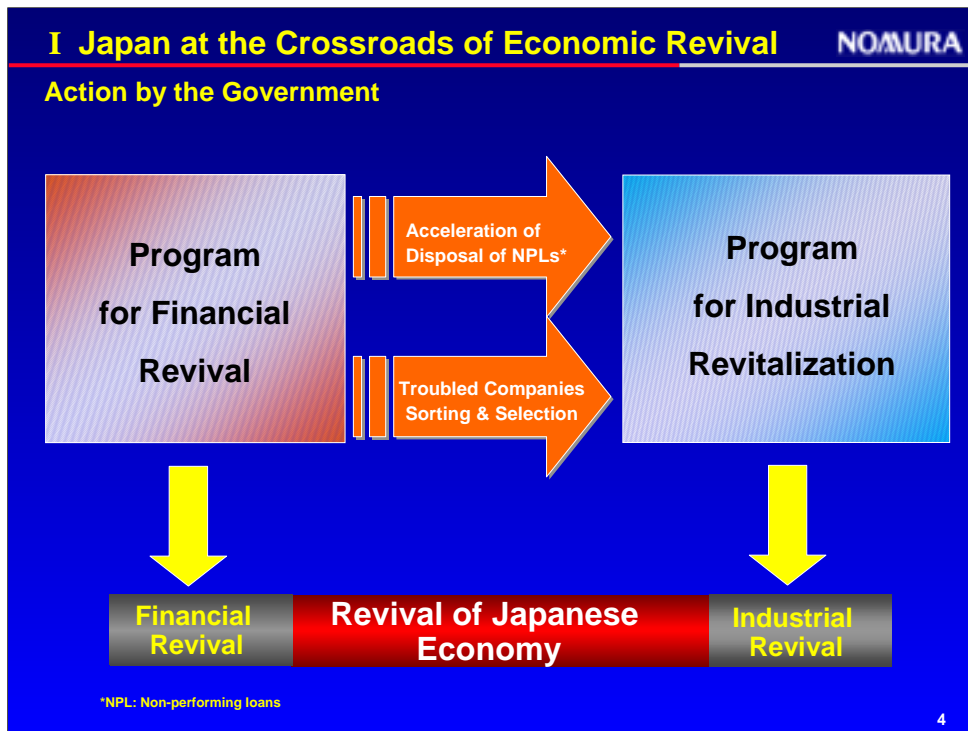 I Japan at the Crossroads of Economic Revival
NOMURA
Action by the Government
Program
for Financial
Revival
Acceleration of
Disposal of NPLs*
Troubled Companies
Sorting & Selection
Program
for Industrial
Revitalization
Financial
Revival
Revival of Japanese
Economy
Industrial
Revival
*NPL: Non-performing loans
4